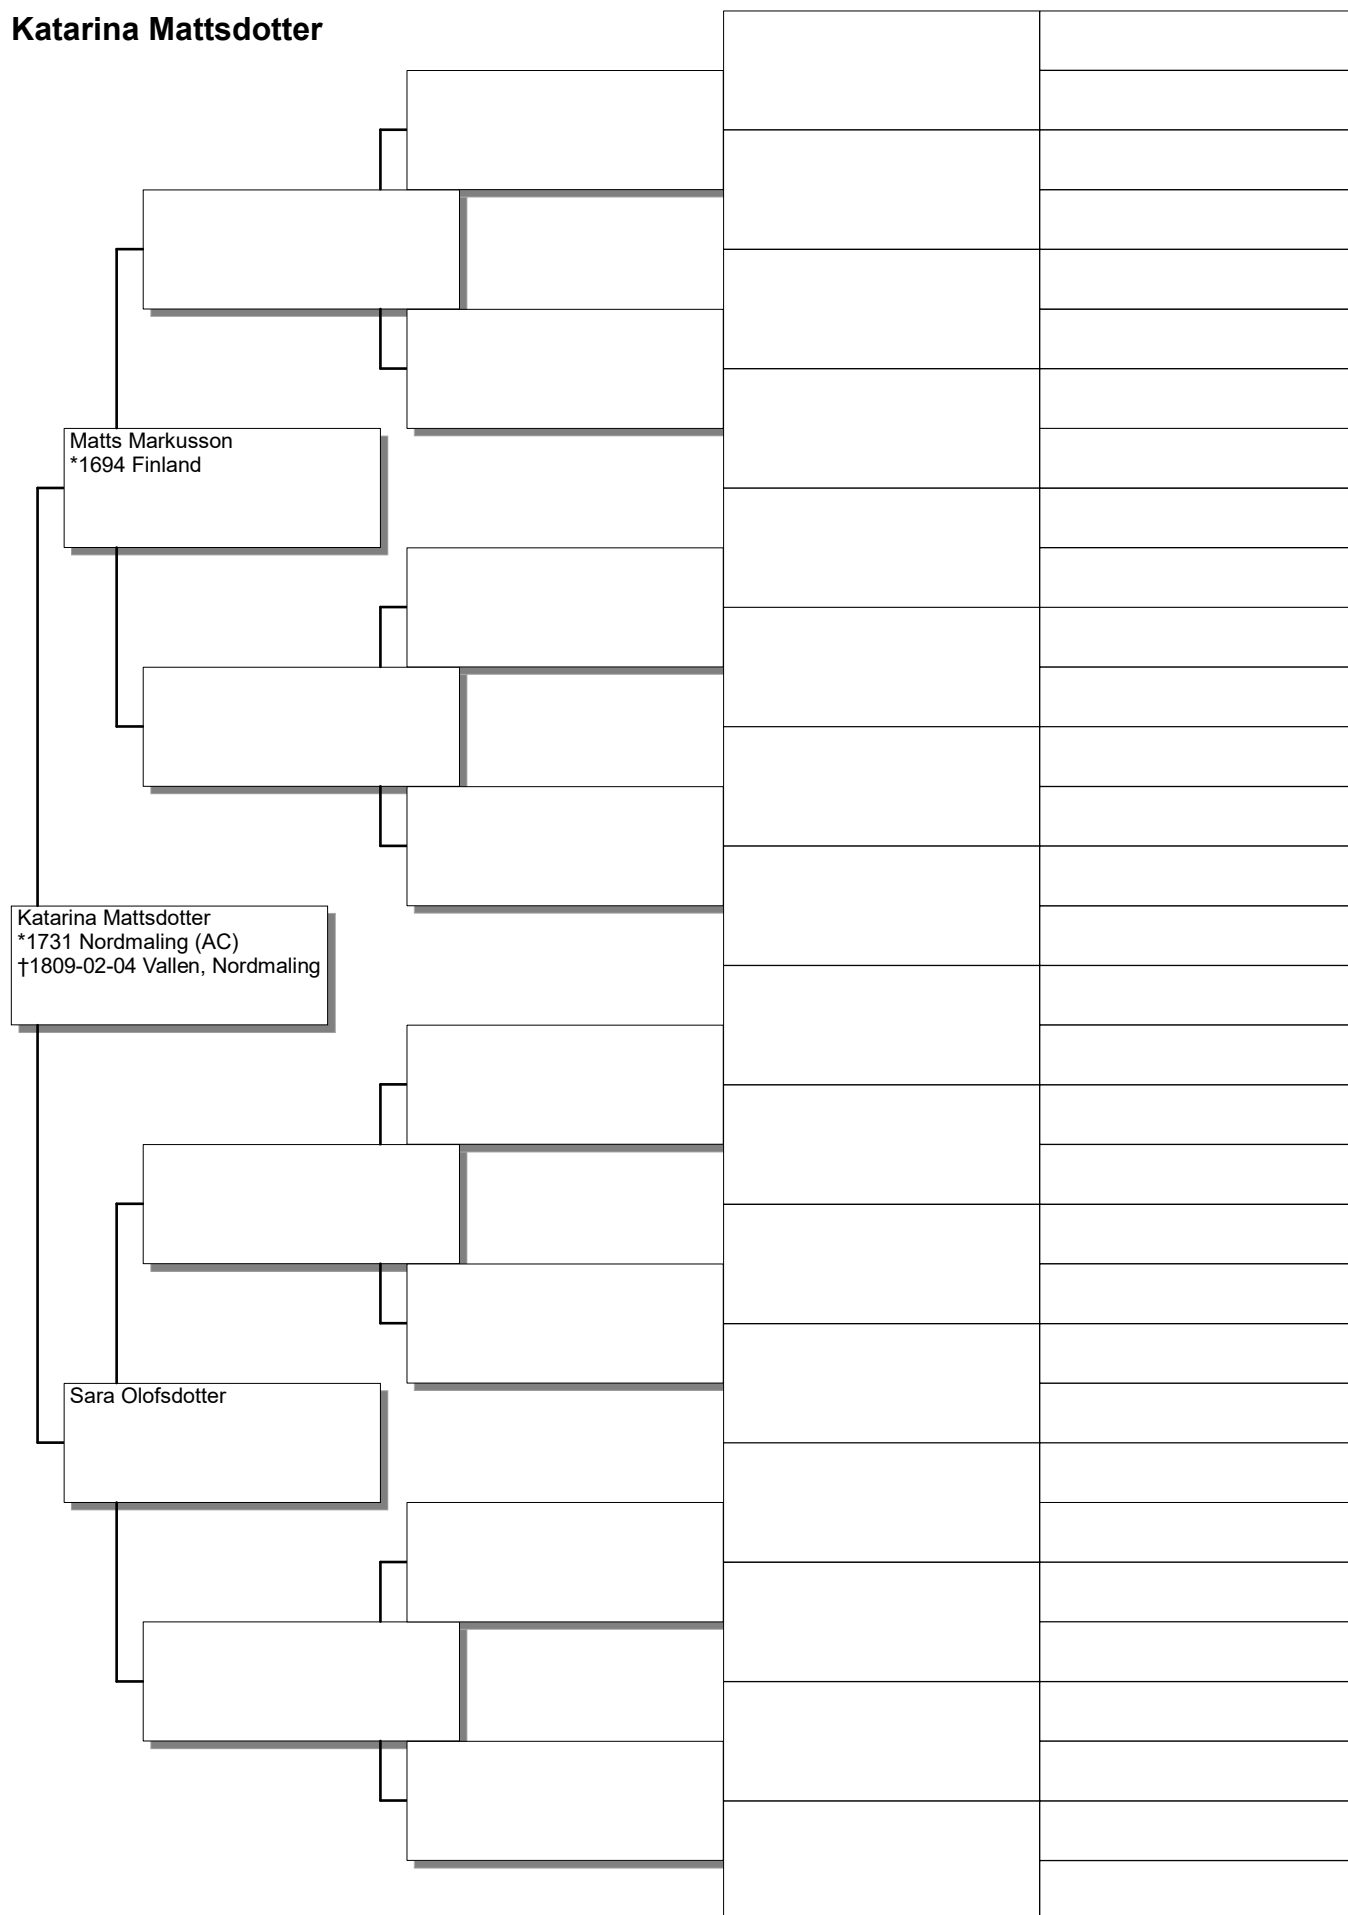 Katarina Mattsdotter
Matts Markusson
*1694 Finland
Katarina Mattsdotter
*1731 Nordmaling (AC)
†1809-02-04 Vallen, Nordmaling
Sara Olofsdotter